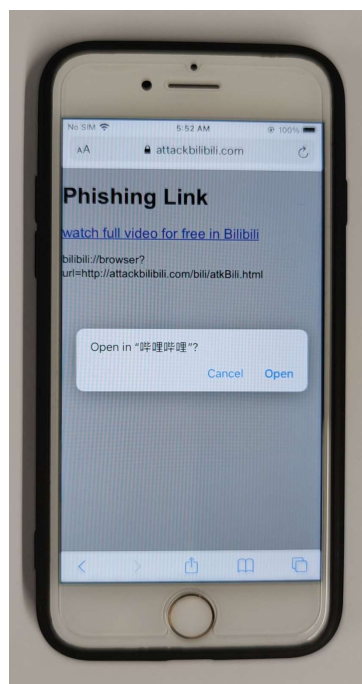 No SIM 5:52 AM 100%
AA attackbilibili.com
Phishing Link
watch full video for free in Bilibili
bilibili://browser?
url=http://attackbilibili.com/bili/atkBili.html
Open in “哔哩哔哩”?
Cancel Open